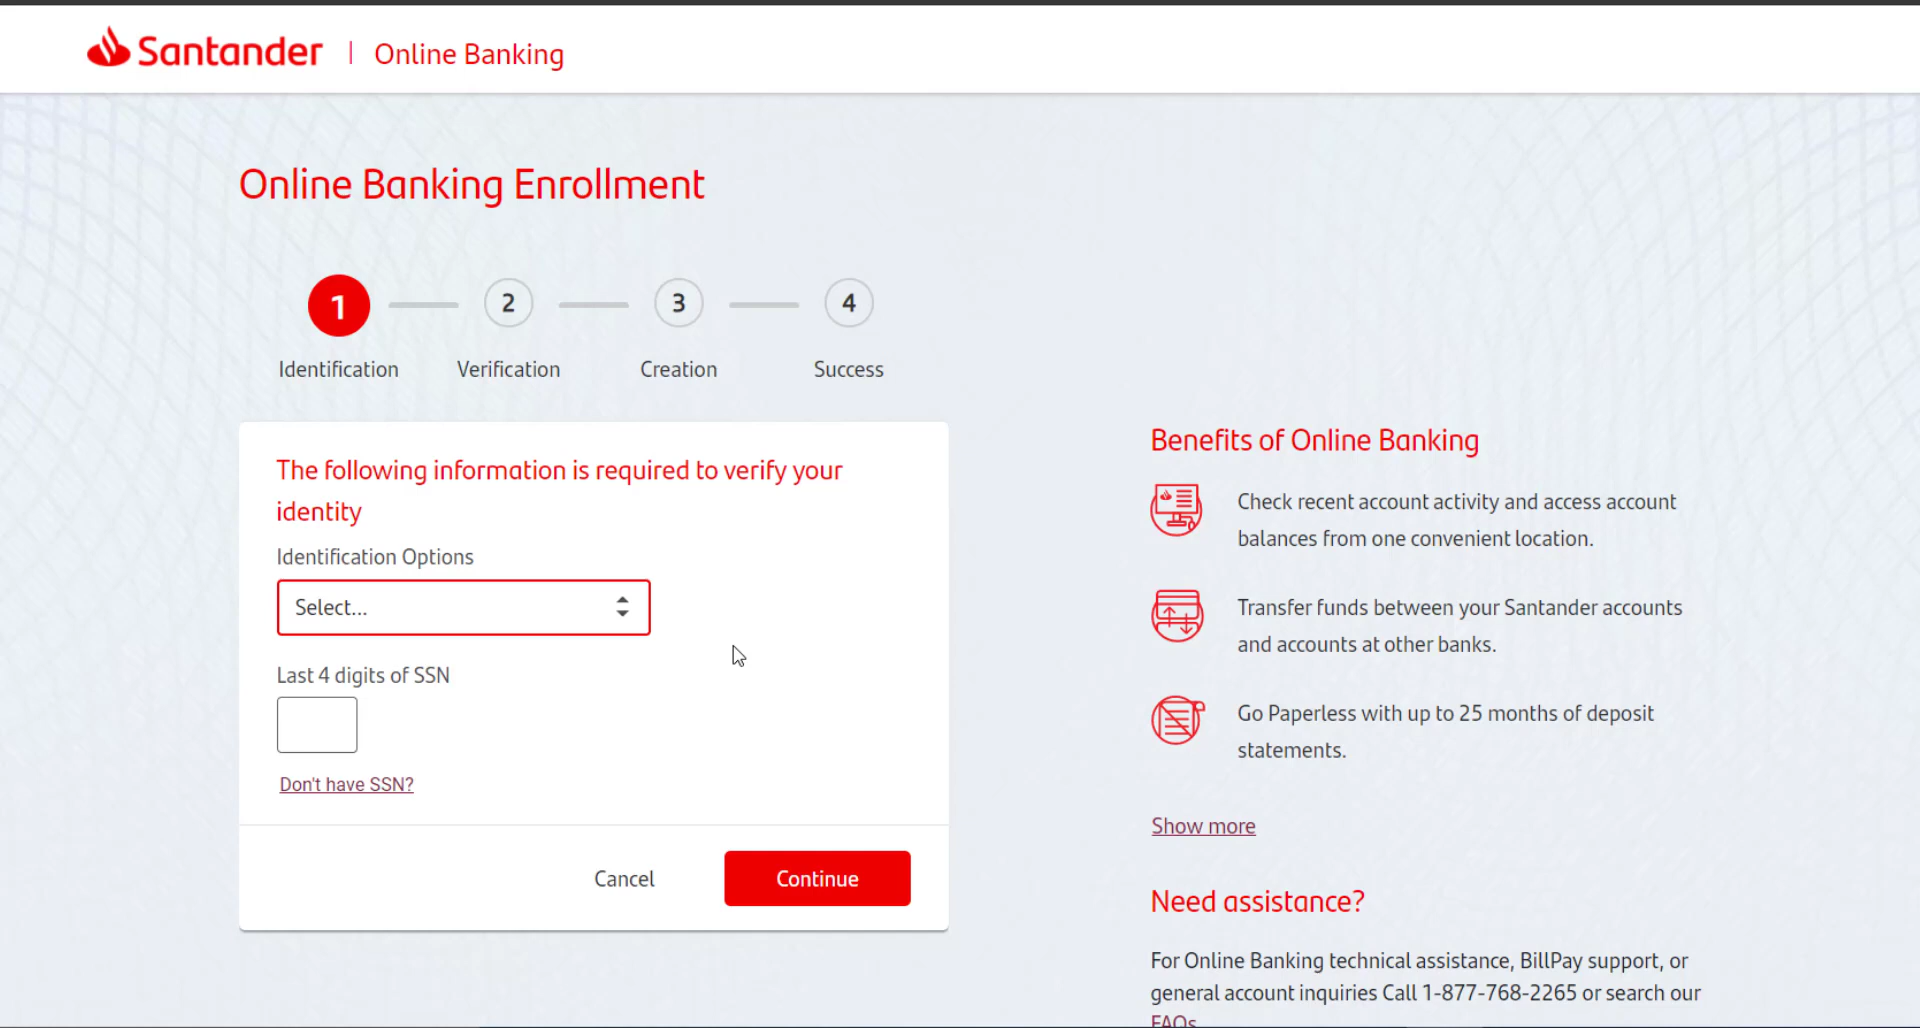 Santander | Online Banking
Online Banking Enrollment
1 2 3 4
Identification Verification Creation Success
The following information is required to verify your
identity
Identification Options
Select...
Last 4 digits of SSN
Don't have SSN?
Cancel Continue
Benefits of Online Banking
Check recent account activity and access account
balances from one convenient location.
Transfer funds between your Santander accounts
and accounts at other banks.
Go Paperless with up to 25 months of deposit
statements.
Show more
Need assistance?
For Online Banking technical assistance, BillPay support, or
general account inquiries Call 1-877-768-2265 or search our
FAQs